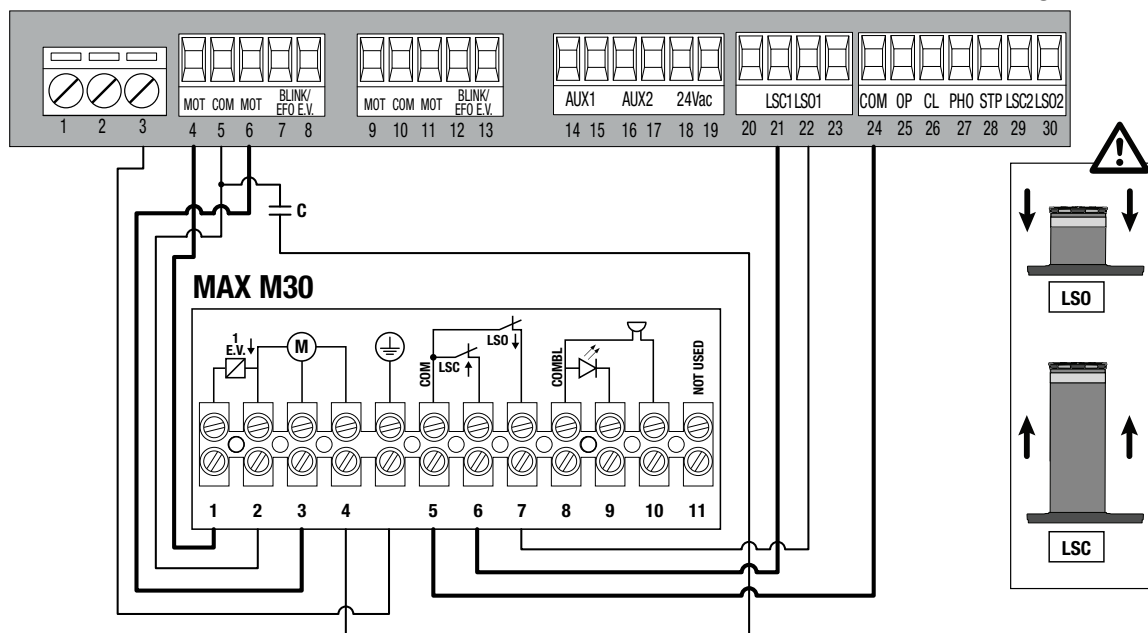 MOT COM MOT BLINK/ EFO E.V.
1 2 3 4 5 6 7 8
MOT COM MOT BLINK/ EFO E.V.
9 10 11 12 13
AUX1 AUX2 24Vac
14 15 16 17 18 19
LSC1 LSO1
20 21 22 23
COM OP CL PHO STP LSC2 LSO2
24 25 26 27 28 29 30
C
MAX M30
1 E.V.
M
COM
LSC
LSO
COMBL
NOT USED
1 2 3 4 5 6 7 8 9 10 11
LSO
LSC